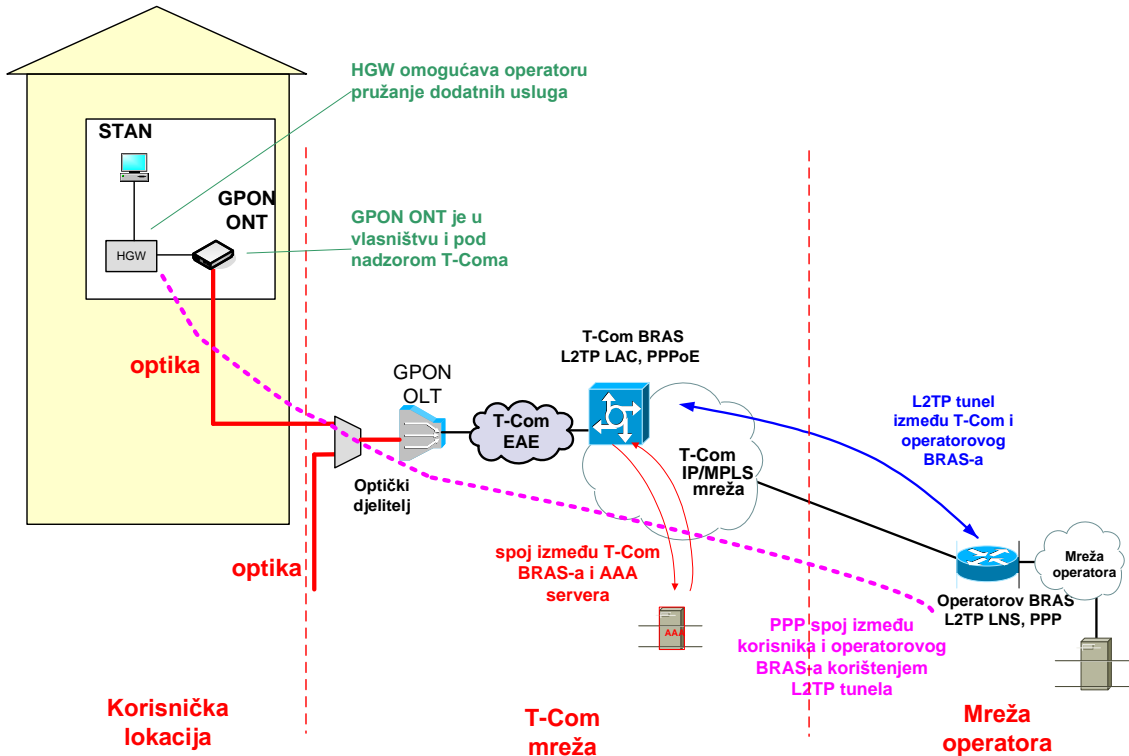 HGW omogućava operatoru
pružanje dodatnih usluga
STAN
GPON
ONT
HGW
GPON ONT je u
vlasništvu i pod
nadzorom T-Coma
optika
optika
GPON
OLT
Optički
djelitelj
T-Com
EAE
T-Com BRAS
L2TP LAC, PPPoE
T-Com
IP/MPLS
mreža
L2TP tunel
između T-Com i
operatorovog
BRAS-a
spoj između T-Com
BRAS-a i AAA
servera
AAA
PPP spoj između
korisnika i operatorovog
BRAS-a korištenjem
L2TP tunela
Mreža
operatora
Operatorov BRAS
L2TP LNS, PPP
Korisnička
lokacija
T-Com
mreža
Mreža
operatora